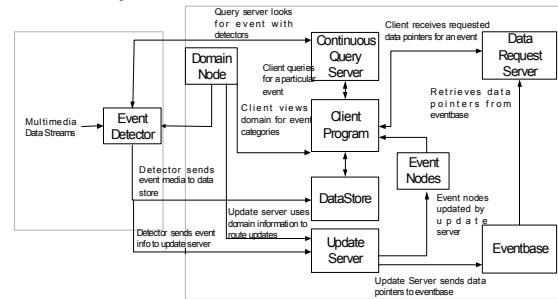 Query server looks
for event with
detectors
Client receives requested
data pointers for an event
Domain
Node
Continuous
Query
Server
Data
Request
Server
Client queries
for a particular
event
Event
Detector
Multimedia
Data Streams
Client views
domain for event
categories
Client
Program
Retrieves data
pointers from
eventbase
Event
Nodes
Detector sends
event media to data
store
DataStore
Event nodes
updated by
update
server
Update server uses
domain information to
route updates
Detector sends event
info to update server
Update
Server
Eventbase
Update Server sends data
pointers to eventbase